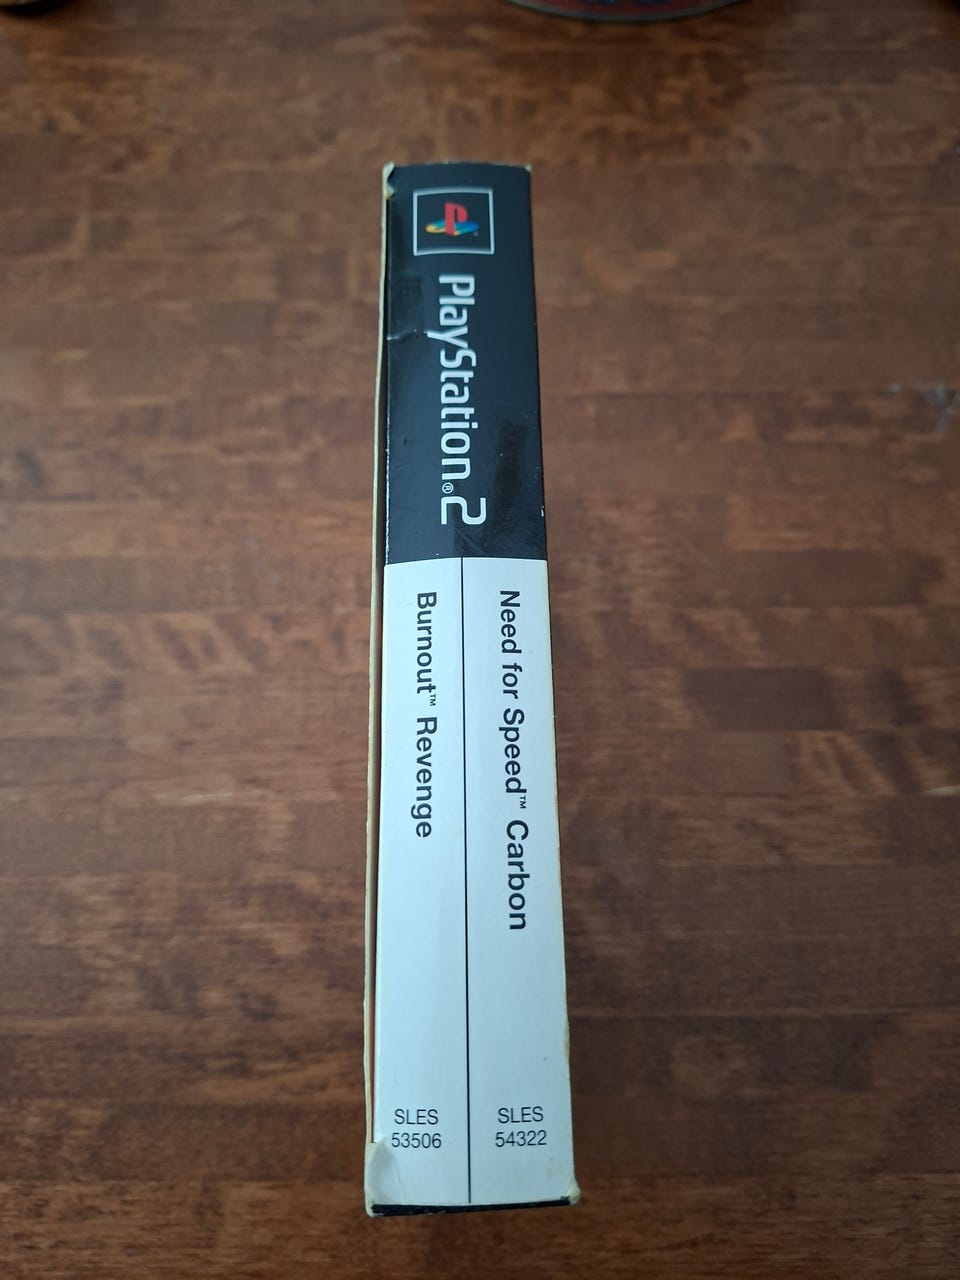 PlayStation®2
Need for Speed™ Carbon
Burnout™ Revenge
SLES
53506
SLES
54322